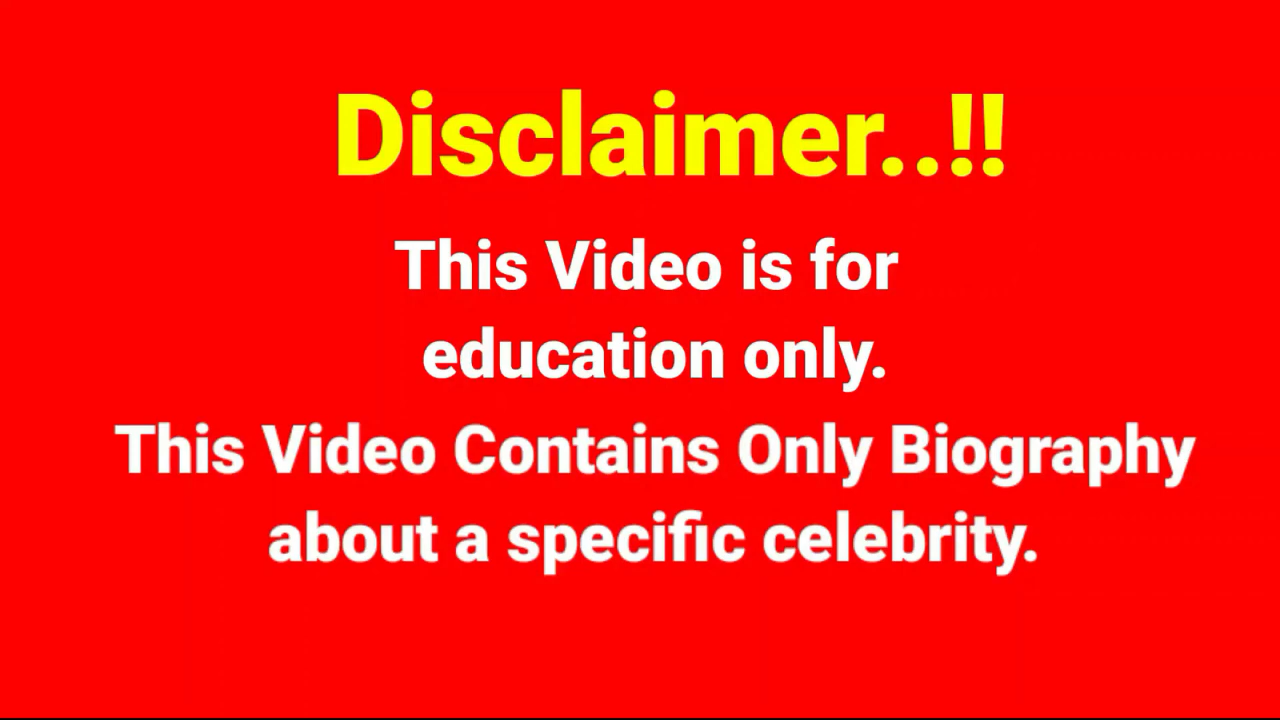 Disclaimer..!!
This Video is for
education only.
This Video Contains Only Biography
about a specific celebrity.